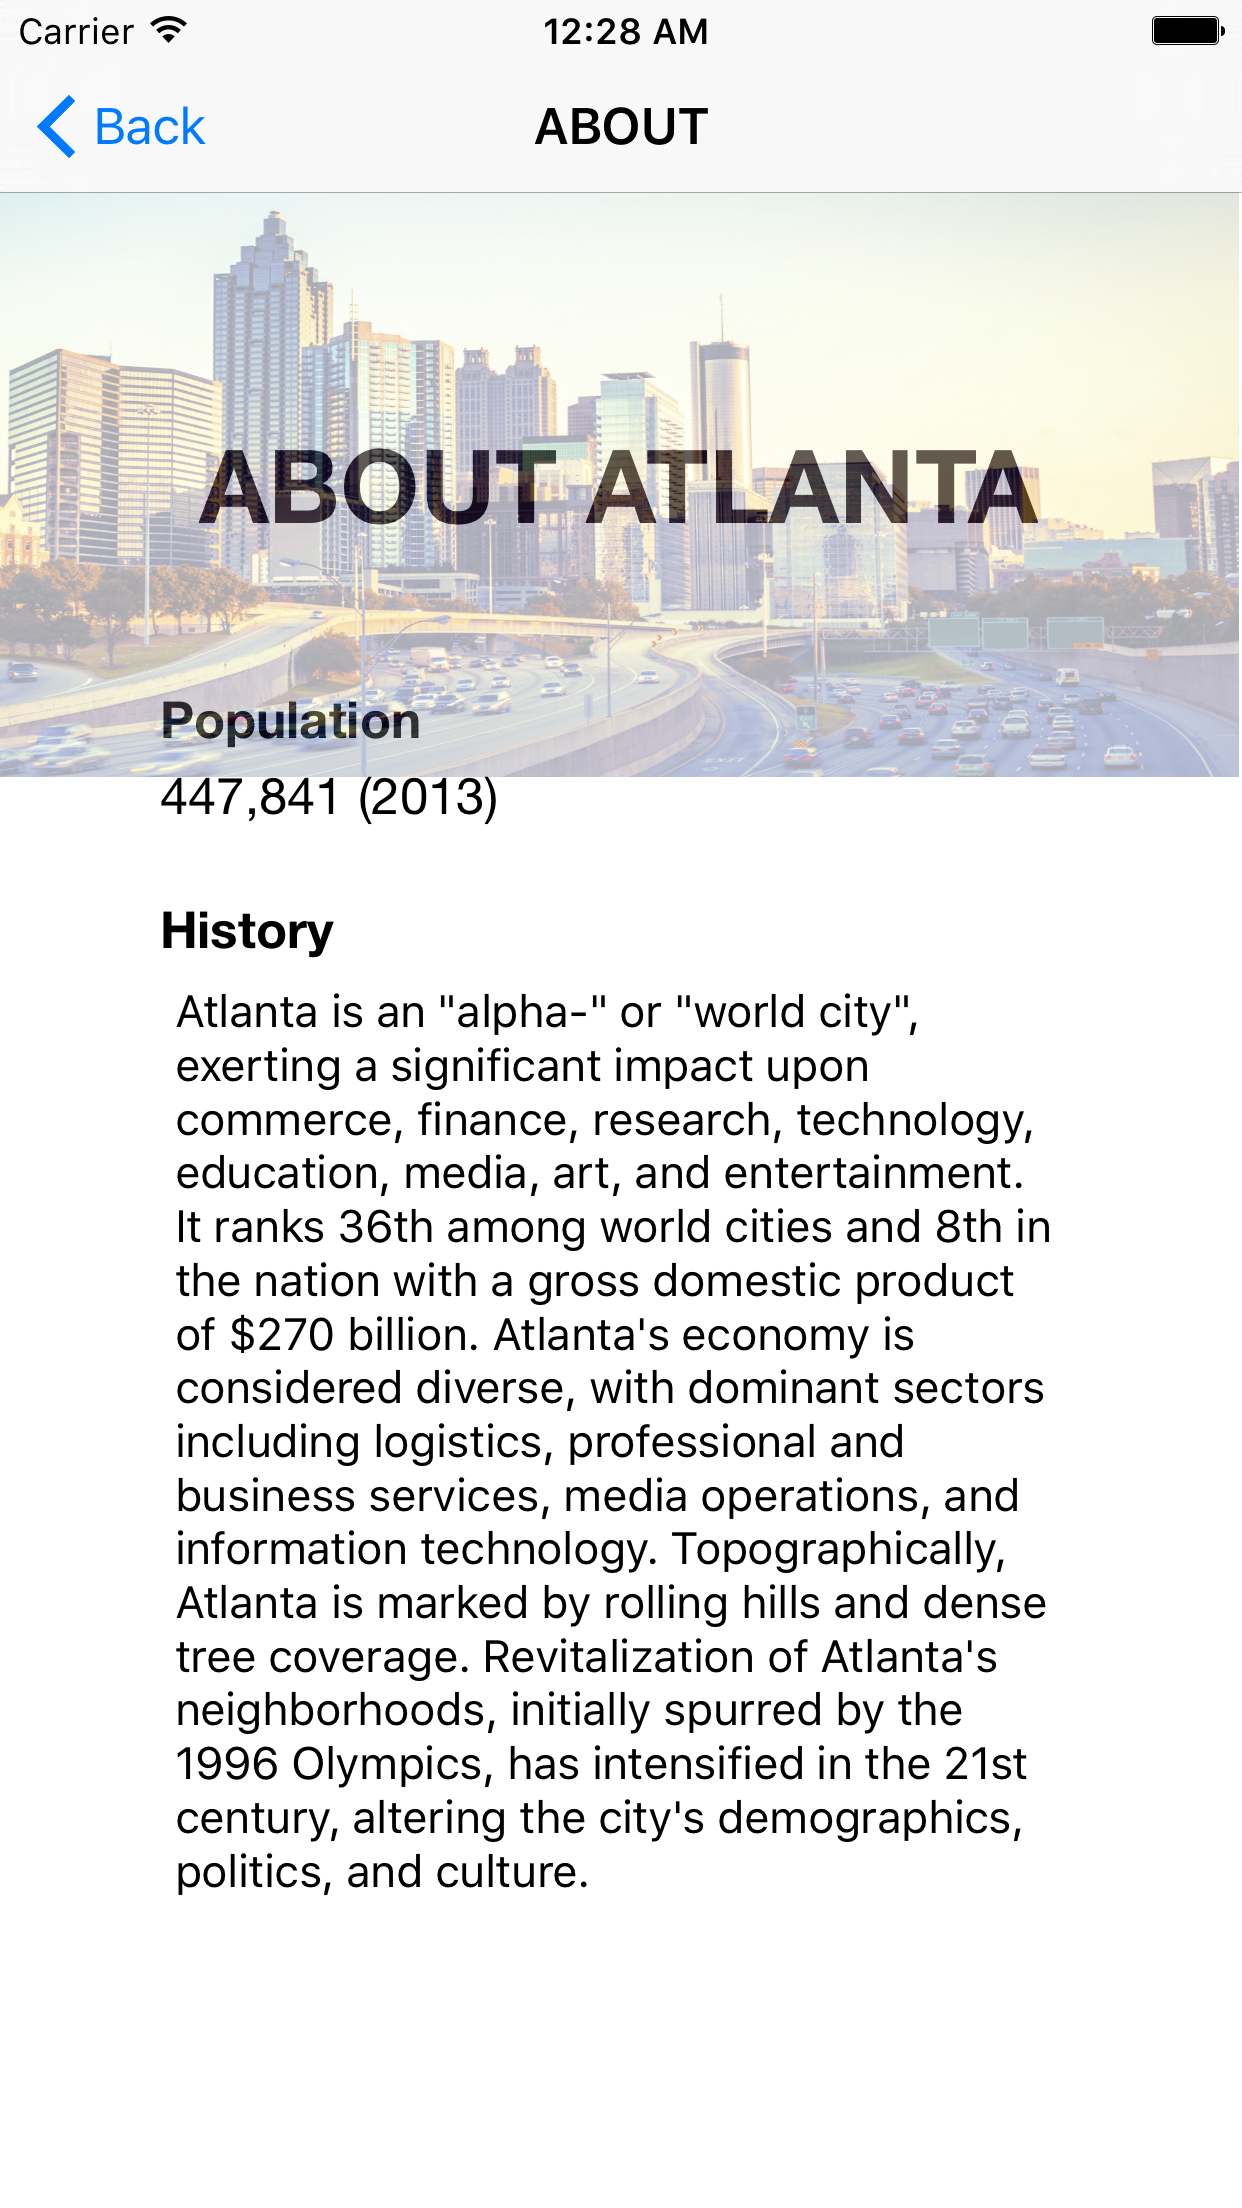 Carrier 12:28 AM
Back ABOUT
ABOUT ATLANTA
Population
447,841 (2013)
History
Atlanta is an "alpha-" or "world city",
exerting a significant impact upon
commerce, finance, research, technology,
education, media, art, and entertainment.
It ranks 36th among world cities and 8th in
the nation with a gross domestic product
of $270 billion. Atlanta's economy is
considered diverse, with dominant sectors
including logistics, professional and
business services, media operations, and
information technology. Topographically,
Atlanta is marked by rolling hills and dense
tree coverage. Revitalization of Atlanta's
neighborhoods, initially spurred by the
1996 Olympics, has intensified in the 21st
century, altering the city's demographics,
politics, and culture.